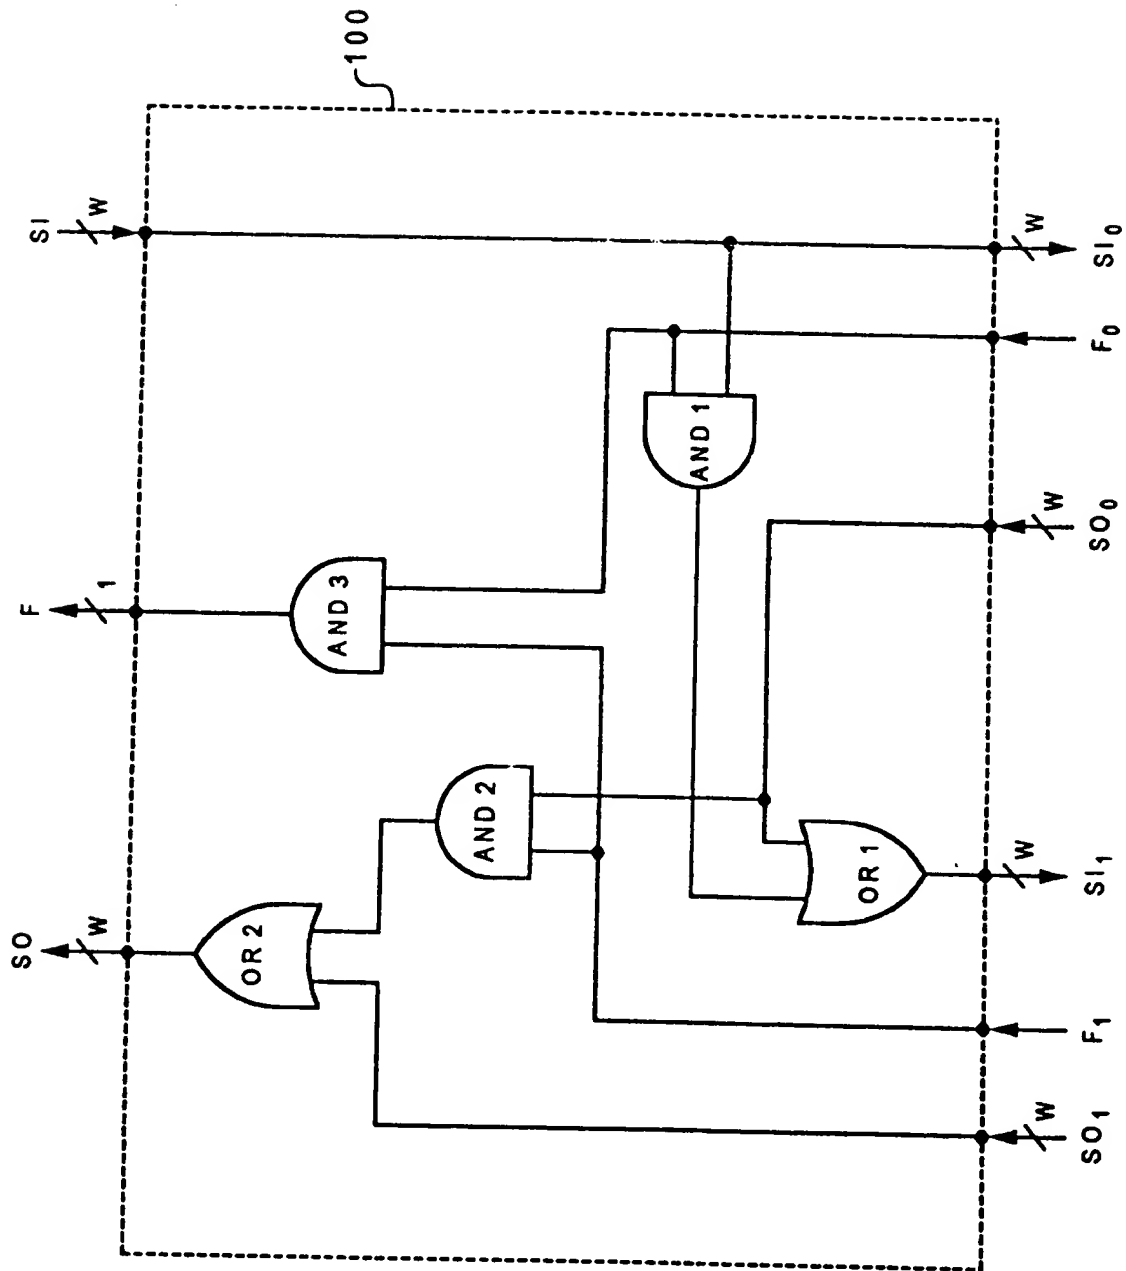 100
SI
W
F
1
SO
W
AND 3
AND 1
AND 2
OR 2
OR 1
W
SI₀
F₀
W
SO₀
W
SI₁
F₁
W
SO₁